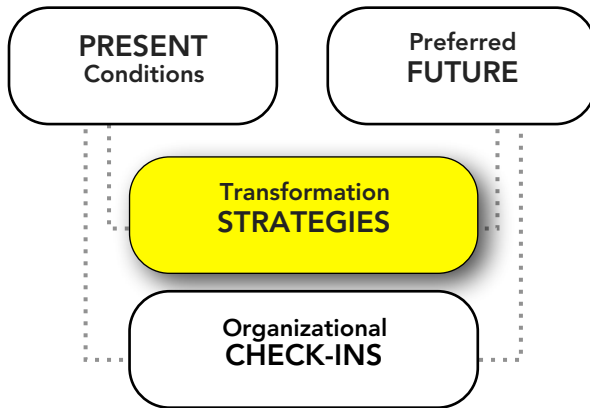 PRESENT
Conditions
Preferred
FUTURE
Transformation
STRATEGIES
Organizational
CHECK-INS